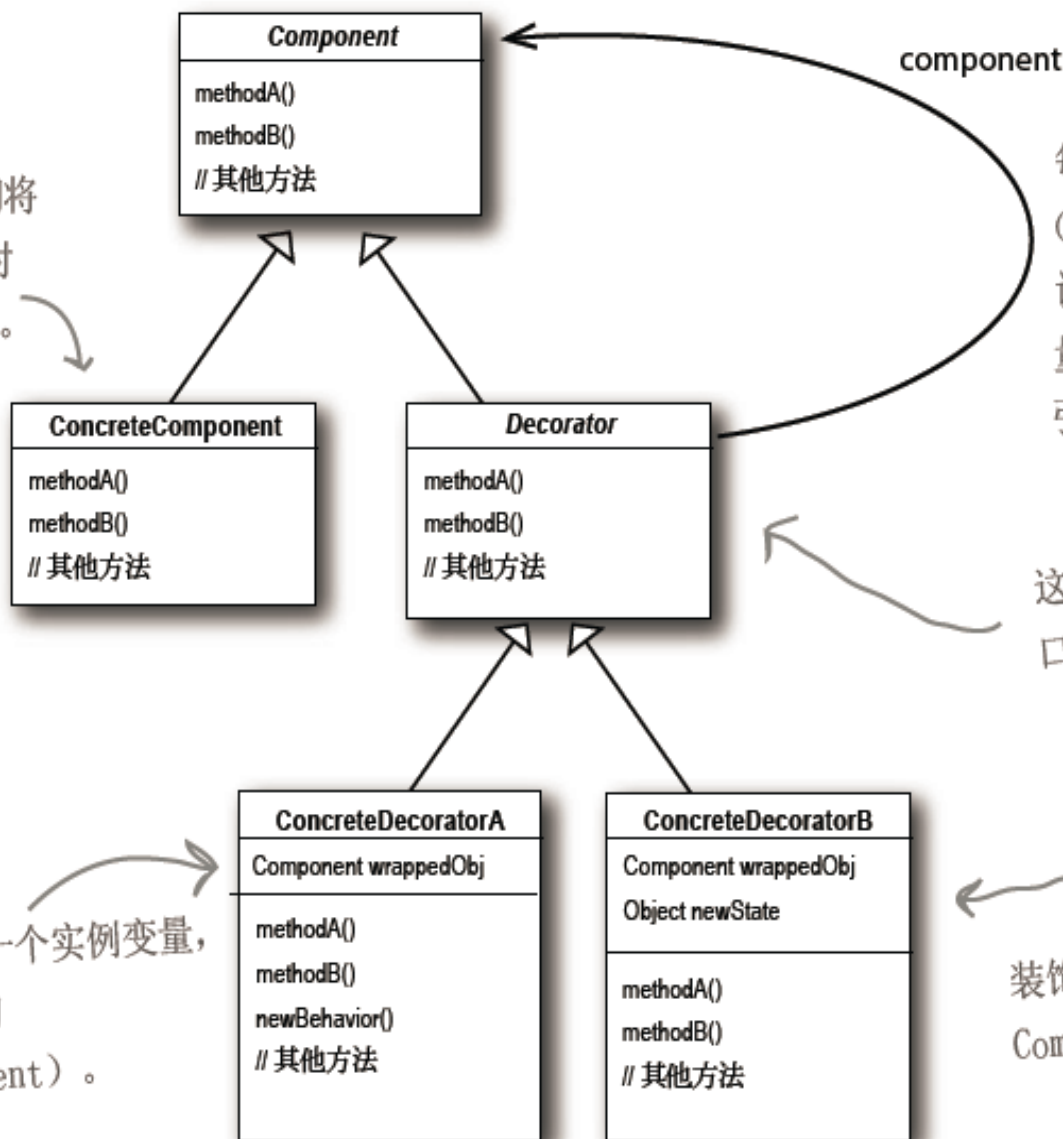 Component
methodA()
methodB()
// 其他方法
component
将
时
。
量
ConcreteComponent
methodA()
methodB()
// 其他方法
Decorator
methodA()
methodB()
// 其他方法
这
口
ConcreteDecoratorA
Component wrappedObj
methodA()
methodB()
newBehavior()
// 其他方法
ConcreteDecoratorB
Component wrappedObj
Object newState
methodA()
methodB()
// 其他方法
一个实例变量,
ent)。
装饰
Com